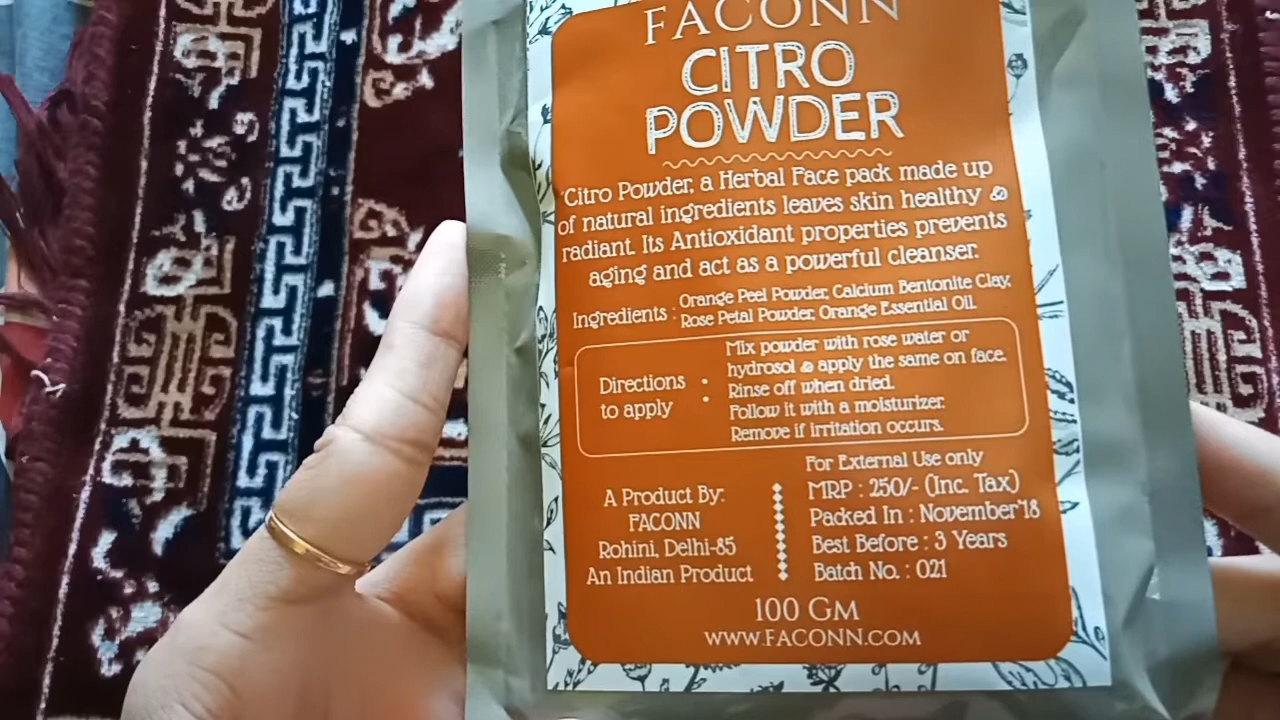 FACONN
CITRO
POWDER
'Citro Powder, a Herbal Face pack made up
of natural ingredients leaves skin healthy &
radiant. Its Antioxidant properties prevents
aging and act as a powerful cleanser.
Ingredients : Orange Peel Powder, Calcium Bentonite Clay,
Rose Petal Powder, Orange Essential Oil.
Directions to apply :
Mix powder with rose water or
hydrosol & apply the same on face.
Rinse off when dried.
Follow it with a moisturizer.
Remove if irritation occurs.
A Product By:
FACONN
Rohini, Delhi-85
An Indian Product
For External Use only
MRP : 250/- (Inc. Tax)
Packed In : November'18
Best Before : 3 Years
Batch No. : 021
100 GM
WWW.FACONN.COM